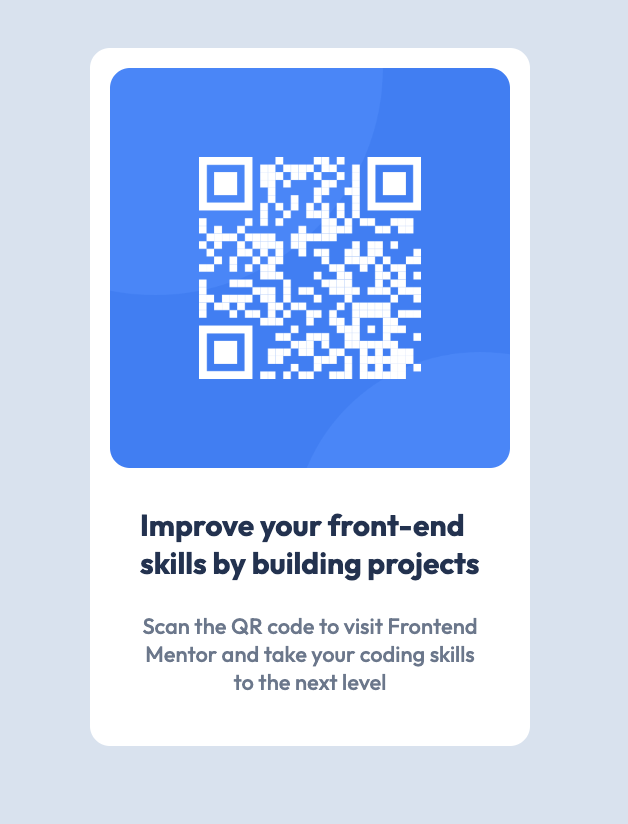 Improve your front-end
skills by building projects
Scan the QR code to visit Frontend
Mentor and take your coding skills
to the next level